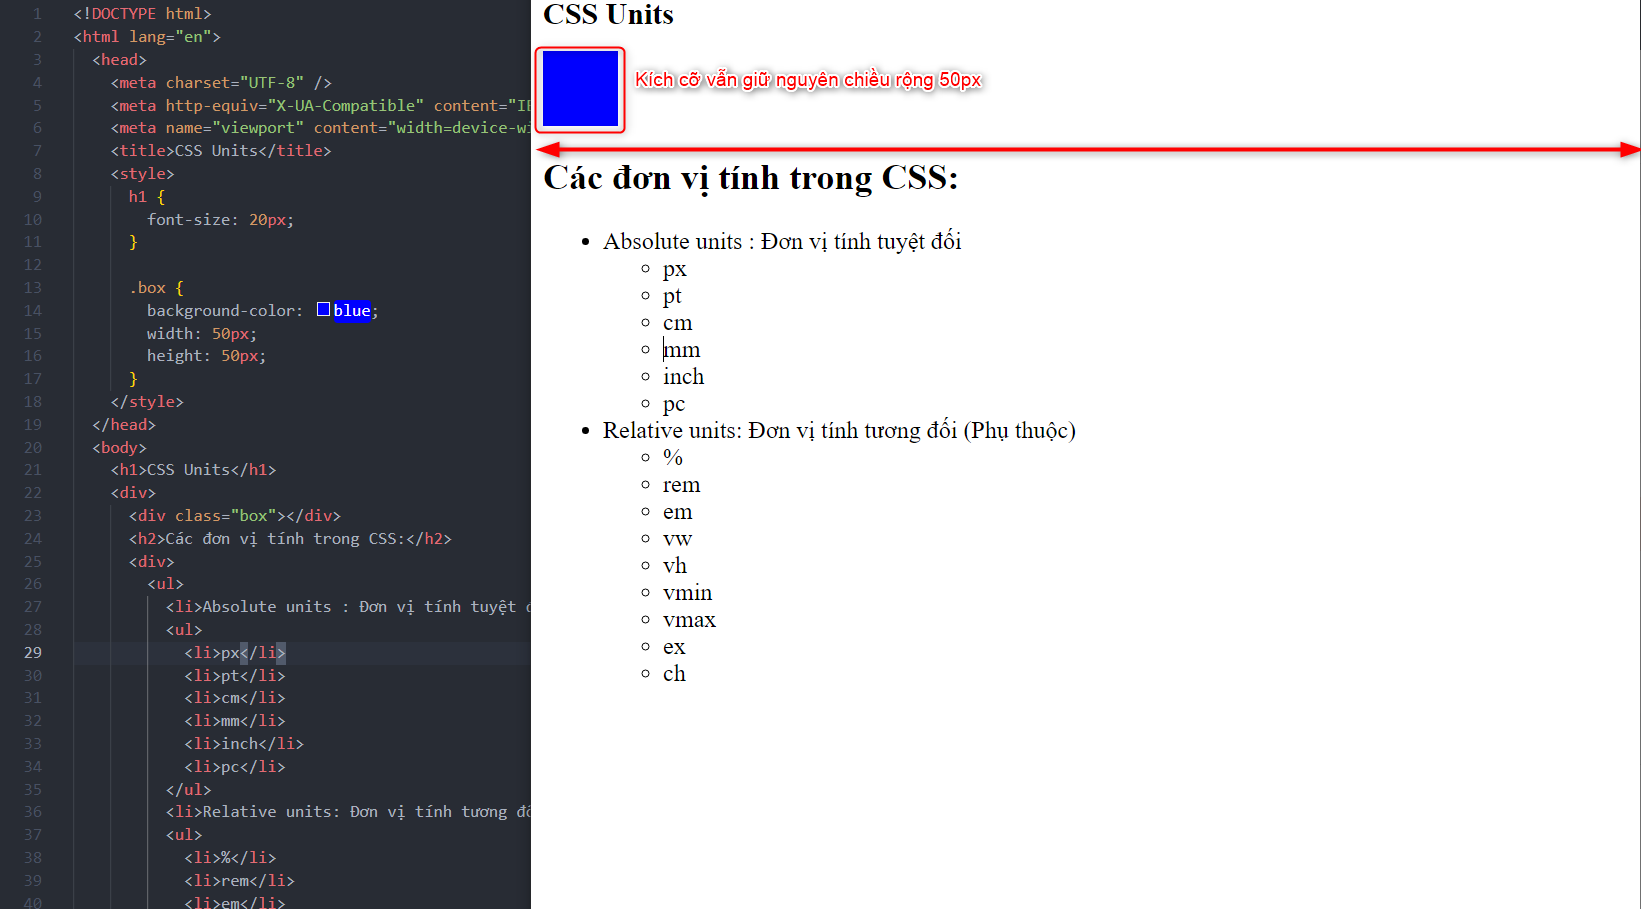 1 <!DOCTYPE html>
2 <html lang="en">
3 <head>
4 <meta charset="UTF-8" />
5 <meta http-equiv="X-UA-Compatible" content="IE
6 <meta name="viewport" content="width=device-wi
7 <title>CSS Units</title>
8 <style>
9 h1 {
10 font-size: 20px;
11 }
12
13 .box {
14 background-color: blue;
15 width: 50px;
16 height: 50px;
17 }
18 </style>
19 </head>
20 <body>
21 <h1>CSS Units</h1>
22 <div>
23 <div class="box"></div>
24 <h2>Các đơn vị tính trong CSS:</h2>
25 <div>
26 <ul>
27 <li>Absolute units : Đơn vị tính tuyệt đ
28 <ul>
29 <li>px</li>
30 <li>pt</li>
31 <li>cm</li>
32 <li>mm</li>
33 <li>inch</li>
34 <li>pc</li>
35 </ul>
36 <li>Relative units: Đơn vị tính tương đố
37 <ul>
38 <li>%</li>
39 <li>rem</li>
40 <li>em</li>
CSS Units
Kích cỡ vẫn giữ nguyên chiều rộng 50px
Các đơn vị tính trong CSS:
Absolute units : Đơn vị tính tuyệt đối
px
pt
cm
mm
inch
pc
Relative units: Đơn vị tính tương đối (Phụ thuộc)
%
rem
em
vw
vh
vmin
vmax
ex
ch